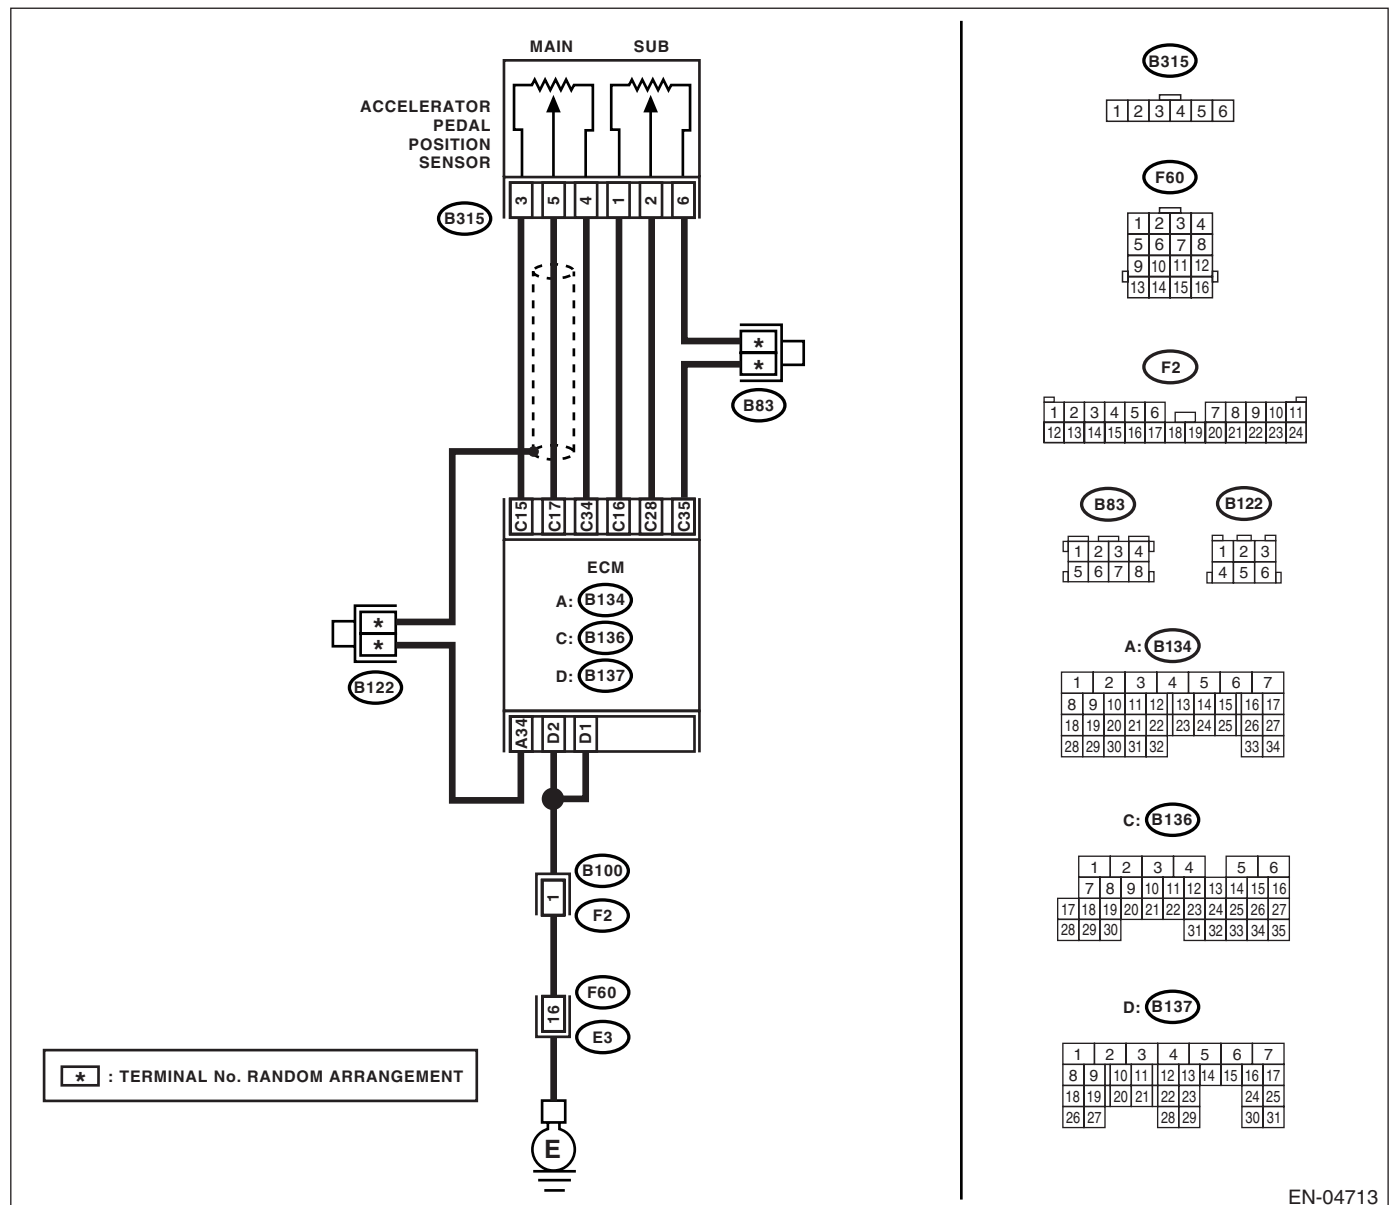 MAIN SUB
ACCELERATOR
PEDAL
POSITION
SENSOR
3 5 4 1 2 6
B315
*
*
B83
C15 C17 C34 C16 C28 C35
ECM
A: B134
C: B136
D: B137
*
*
B122
A34 D2 D1
B100
1
F2
F60
16
E3
* : TERMINAL No. RANDOM ARRANGEMENT
E
B315
1 2 3 4 5 6
F60
1 2 3 4
5 6 7 8
9 10 11 12
13 14 15 16
F2
1 2 3 4 5 6 7 8 9 10 11
12 13 14 15 16 17 18 19 20 21 22 23 24
B83
1 2 3 4
5 6 7 8
B122
1 2 3
4 5 6
A: B134
1 2 3 4 5 6 7
8 9 10 11 12 13 14 15 16 17
18 19 20 21 22 23 24 25 26 27
28 29 30 31 32 33 34
C: B136
1 2 3 4 5 6
7 8 9 10 11 12 13 14 15 16
17 18 19 20 21 22 23 24 25 26 27
28 29 30 31 32 33 34 35
D: B137
1 2 3 4 5 6 7
8 9 10 11 12 13 14 15 16 17
18 19 20 21 22 23 24 25
26 27 28 29 30 31
EN-04713